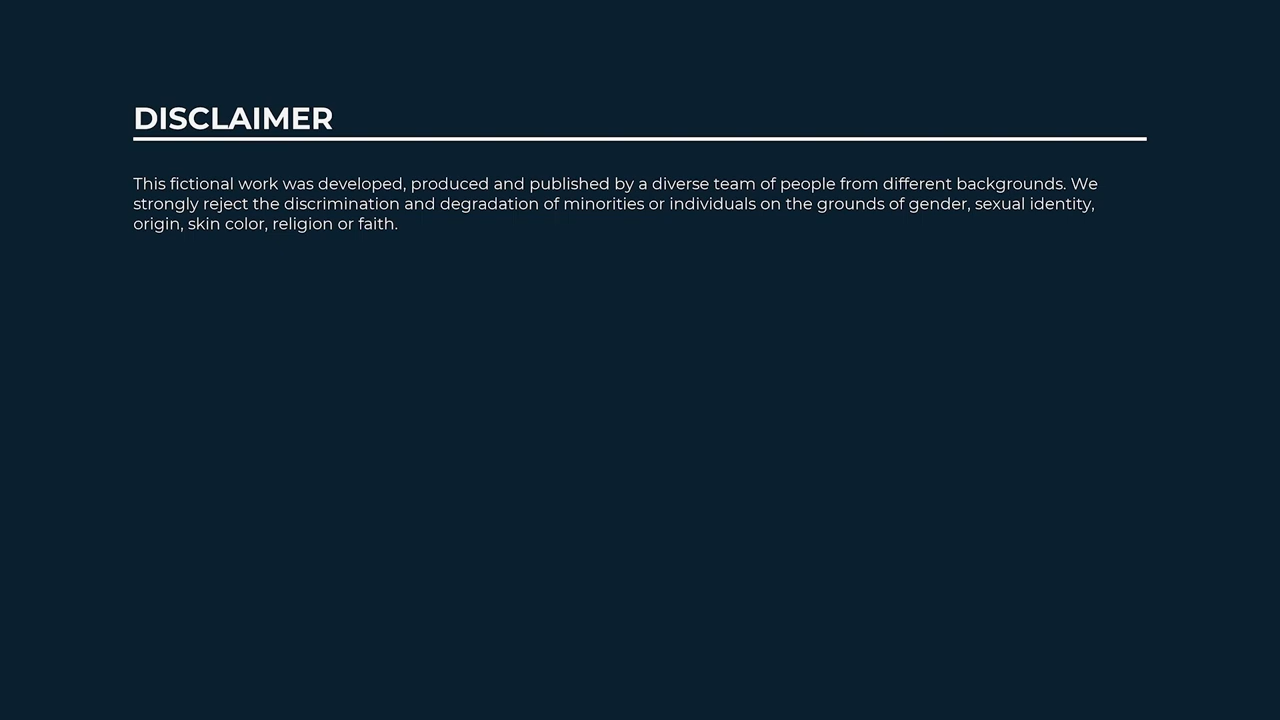 DISCLAIMER
This fictional work was developed, produced and published by a diverse team of people from different backgrounds. We
strongly reject the discrimination and degradation of minorities or individuals on the grounds of gender, sexual identity,
origin, skin color, religion or faith.